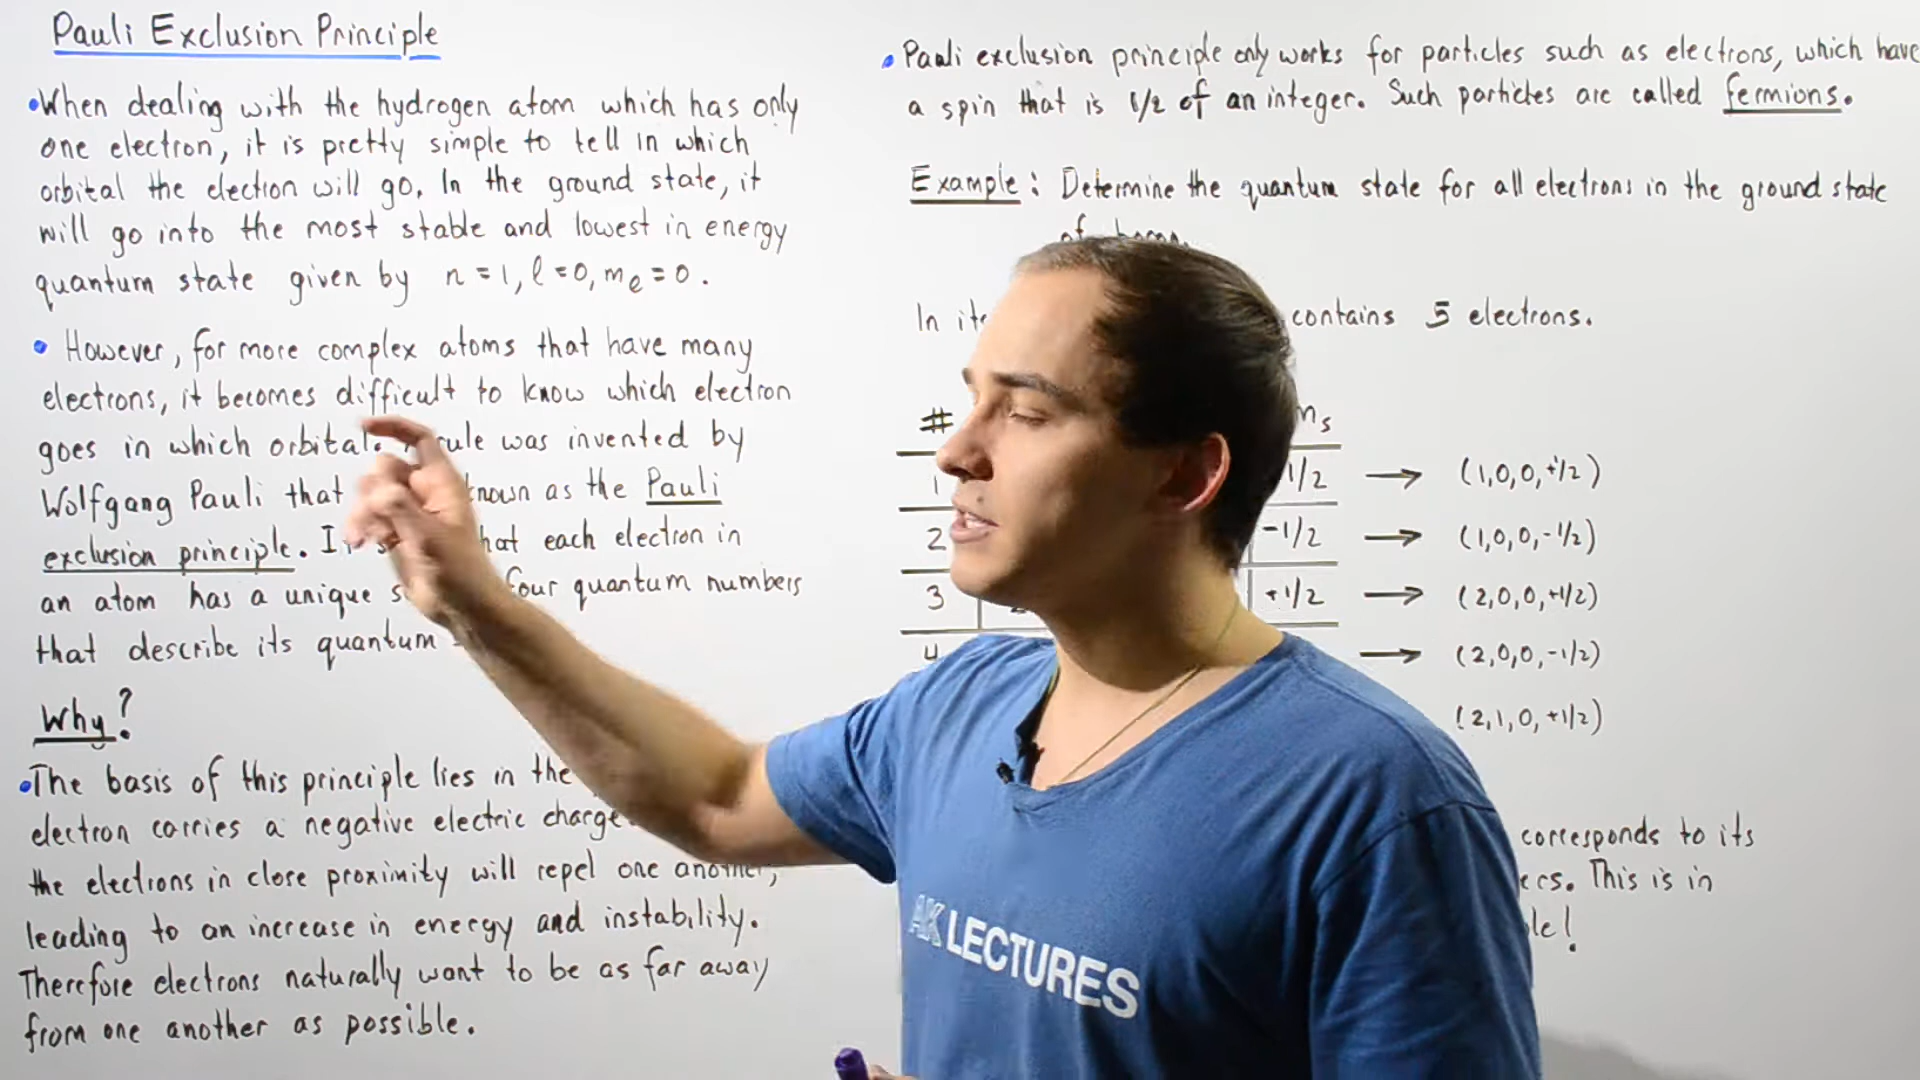 Pauli Exclusion Principle
•When dealing with the hydrogen atom which has only
one electron, it is pretty simple to tell in which
orbital the electron will go. In the ground state, it
will go into the most stable and lowest in energy
quantum state given by n=1, l=0, me=0.
• However, for more complex atoms that have many
electrons, it becomes difficult to know which electron
goes in which orbital. rule was invented by
Wolfgang Pauli that known as the Pauli
exclusion principle. that each electron in
an atom has a unique four quantum numbers
that describe its quantum
Why?
•The basis of this principle lies in the
electron carries a negative electric charge.
the electrons in close proximity will repel one another,
leading to an increase in energy and instability.
Therefore electrons naturally want to be as far away
from one another as possible.
• Pauli exclusion principle only works for particles such as electrons, which have
a spin that is 1/2 of an integer. Such particles are called fermions.
Example: Determine the quantum state for all electrons in the ground state
of
In contains 5 electrons.
# ms
1 1/2 → (1,0,0,+1/2)
2 -1/2 → (1,0,0,-1/2)
3 2 +1/2 → (2,0,0,+1/2)
4 → (2,0,0,-1/2)
(2,1,0,+1/2)
corresponds to its
This is in
AK LECTURES